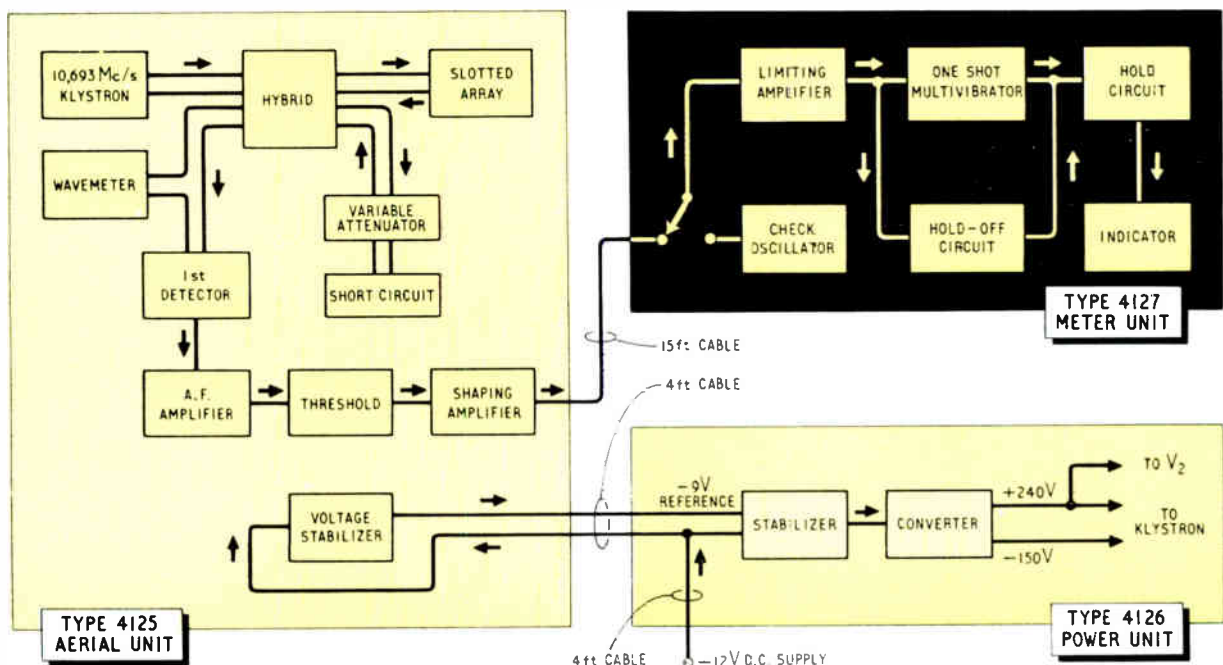 10,693 Mc/s
KLYSTRON
HYBRID
SLOTTED
ARRAY
WAVEMETER
VARIABLE
ATTENUATOR
1st
DETECTOR
SHORT CIRCUIT
A.F.
AMPLIFIER
THRESHOLD
SHAPING
AMPLIFIER
VOLTAGE
STABILIZER
TYPE 4125
AERIAL UNIT
LIMITING
AMPLIFIER
ONE SHOT
MULTIVIBRATOR
HOLD
CIRCUIT
CHECK
OSCILLATOR
HOLD-OFF
CIRCUIT
INDICATOR
TYPE 4127
METER UNIT
15ft CABLE
4ft CABLE
-9V
REFERENCE
STABILIZER
CONVERTER
+240V
-150V
TO V2
TO
KLYSTRON
TYPE 4126
POWER UNIT
4ft CABLE
-12V D.C. SUPPLY